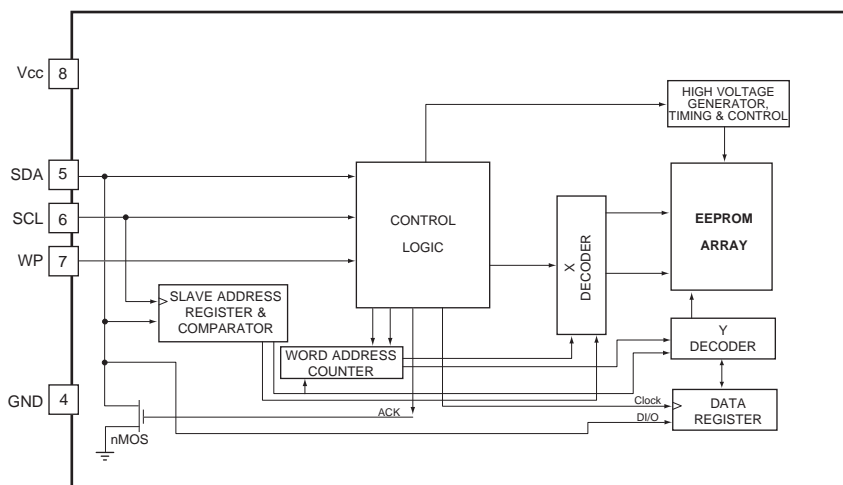 Vcc 8
HIGH VOLTAGE
GENERATOR,
TIMING & CONTROL
SDA 5
SCL 6
WP 7
CONTROL
LOGIC
X
DECODER
EEPROM
ARRAY
SLAVE ADDRESS
REGISTER &
COMPARATOR
WORD ADDRESS
COUNTER
Y
DECODER
GND 4
nMOS
ACK
Clock
DI/O
DATA
REGISTER